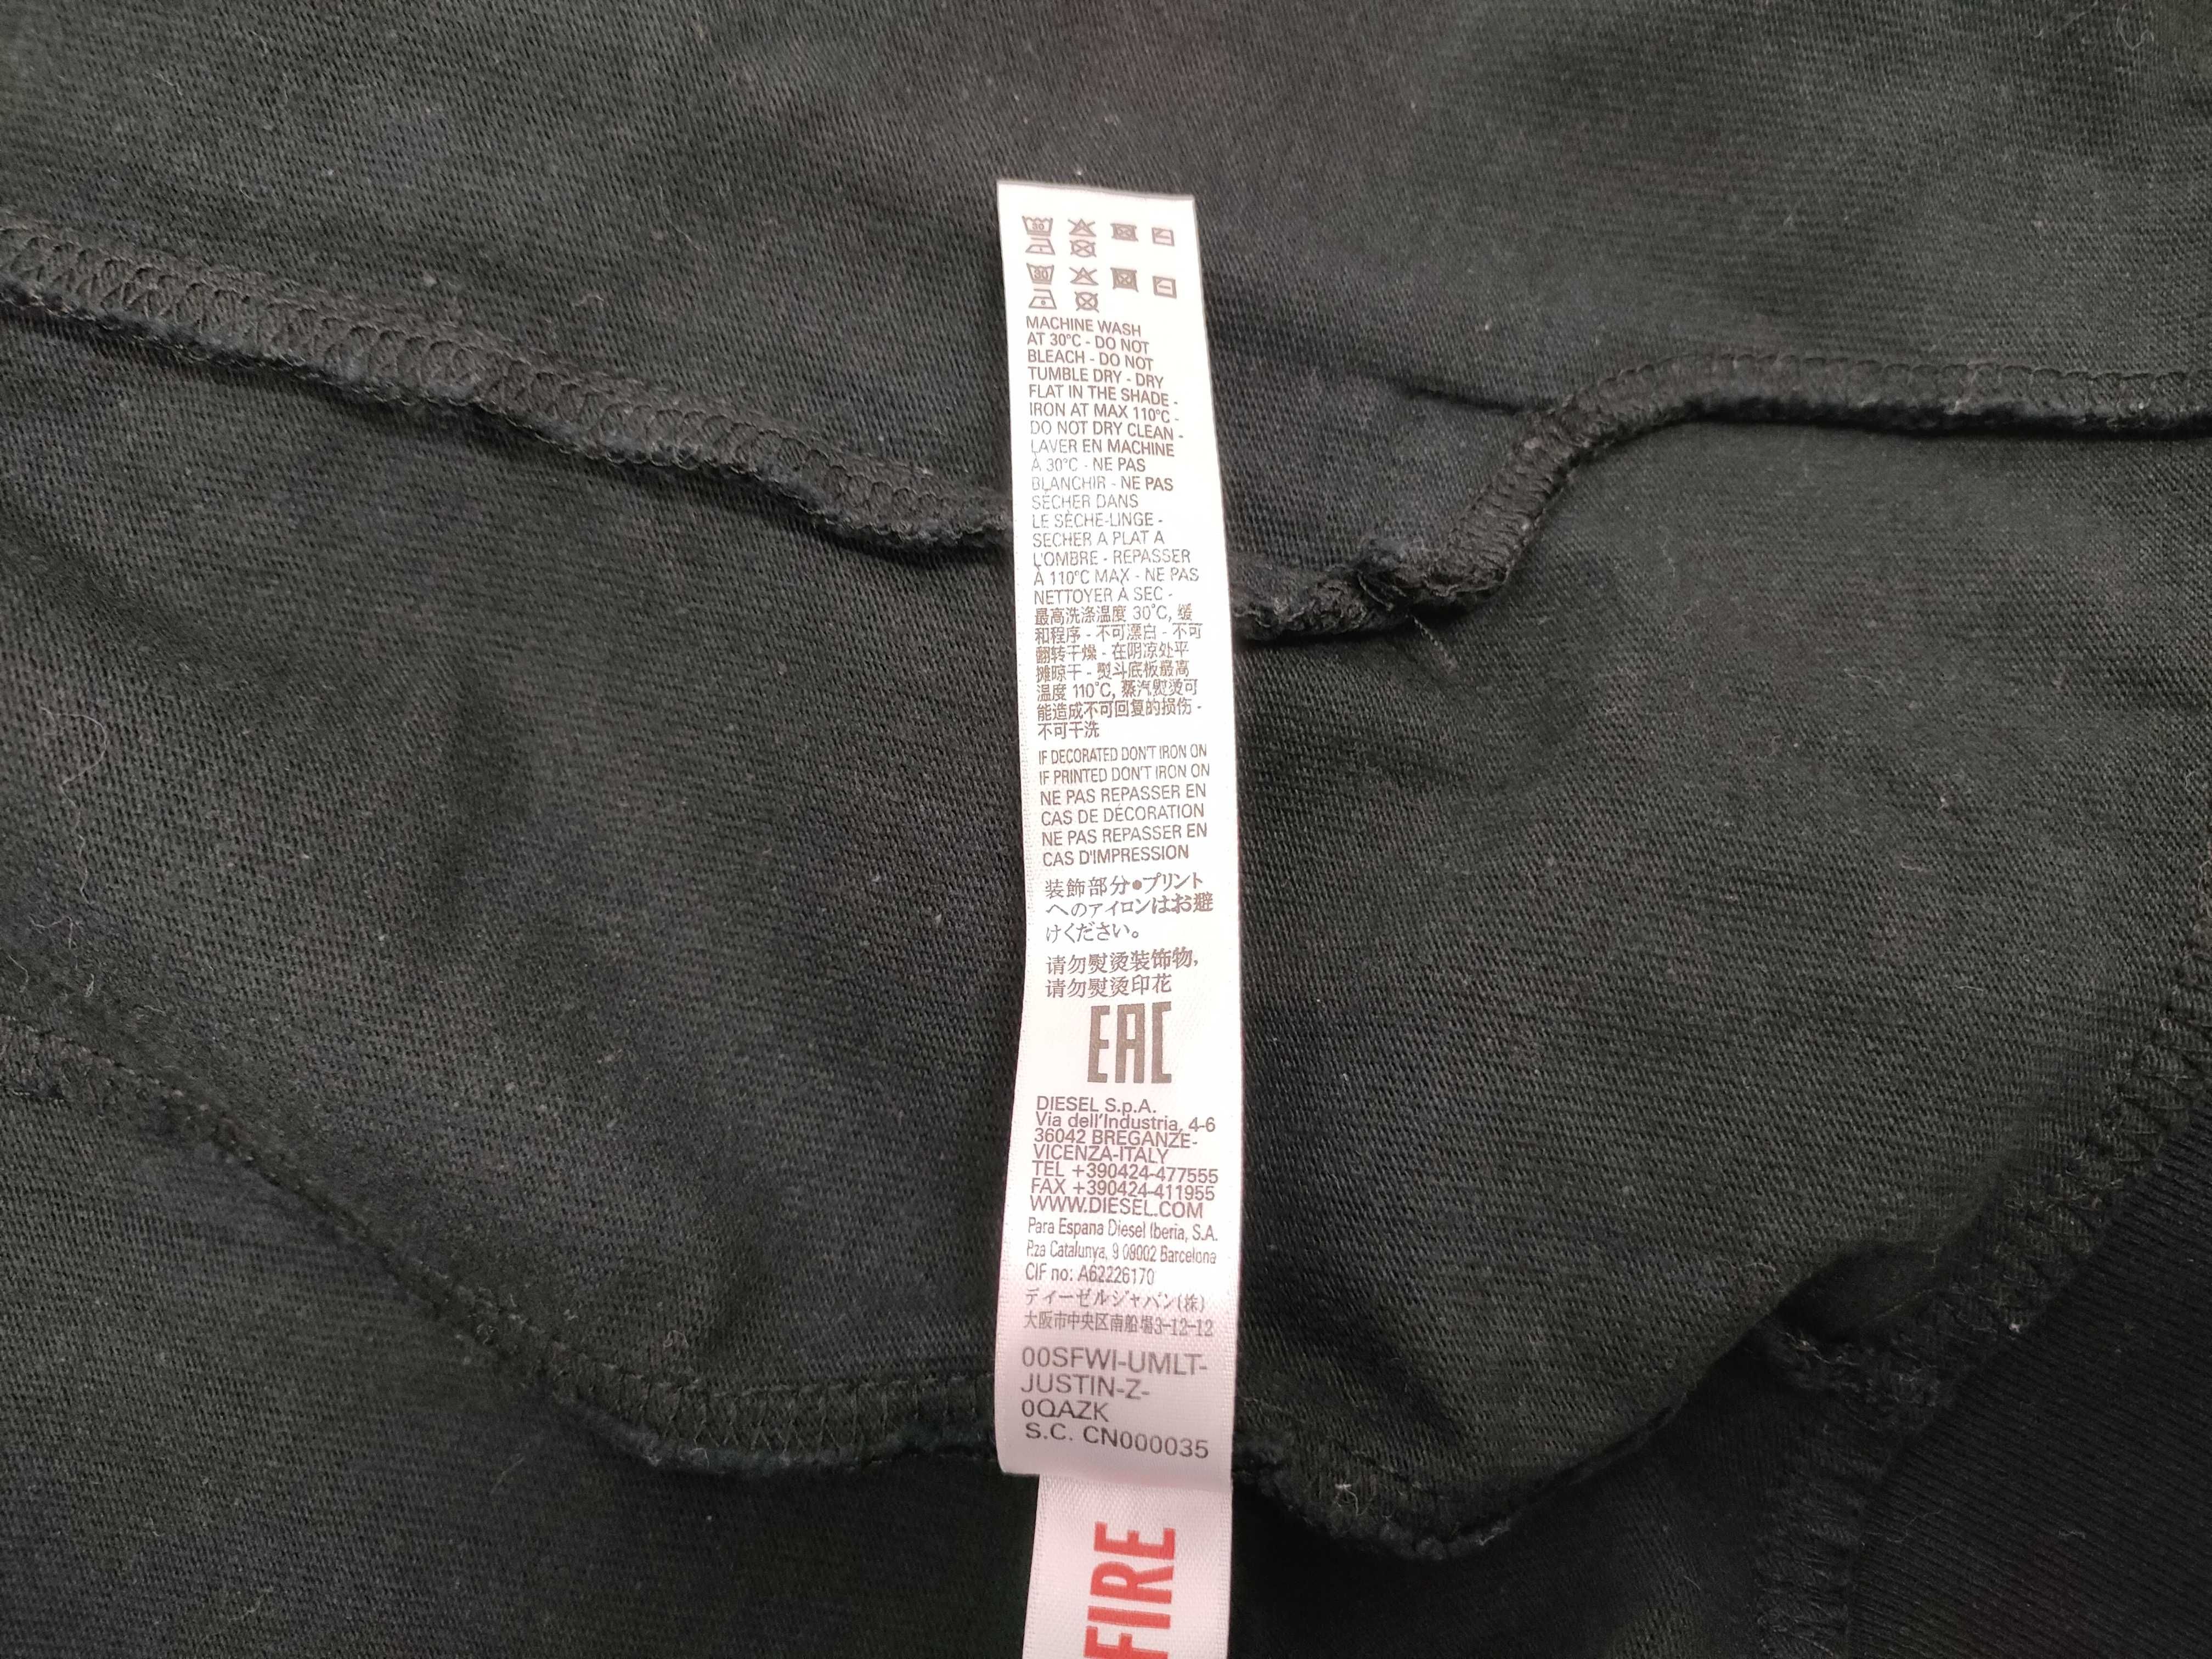 MACHINE WASH
AT 30°C - DO NOT
BLEACH - DO NOT
TUMBLE DRY - DRY
FLAT IN THE SHADE -
IRON AT MAX 110°C -
DO NOT DRY CLEAN -
LAVER EN MACHINE
À 30°C - NE PAS
BLANCHIR - NE PAS
SÉCHER DANS
LE SÈCHE-LINGE -
SECHER A PLAT A
L'OMBRE - REPASSER
À 110°C MAX - NE PAS
NETTOYER À SEC -
最高洗涤温度 30°C, 缓
和程序 - 不可漂白 - 不可
翻转干燥 - 在阴凉处平
摊晾干 - 熨斗底板最高
温度 110°C, 蒸汽熨烫可
能造成不可回复的损伤 -
不可干洗
IF DECORATED DON'T IRON ON
IF PRINTED DON'T IRON ON
NE PAS REPASSER EN
CAS DE DÉCORATION
NE PAS REPASSER EN
CAS D'IMPRESSION
装飾部分●プリント
へのアイロンはお避
けください。
请勿熨烫装饰物,
请勿熨烫印花
EAC
DIESEL S.p.A.
Via dell'Industria, 4-6
36042 BREGANZE-
VICENZA-ITALY
TEL +390424-477555
FAX +390424-411955
WWW.DIESEL.COM
Para Espana Diesel Iberia, S.A.
P.za Catalunya, 9 08002 Barcelona
CIF no: A62226170
ディーゼルジャパン(株)
大阪市中央区南船場3-12-12
00SFWI-UMLT-
JUSTIN-Z-
0QAZK
S.C. CN000035
FIRE